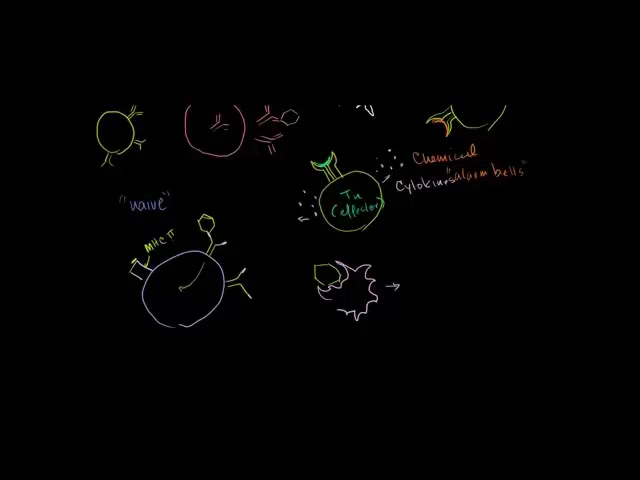 Chemical
Cytokines "alarm bells"
TH
(effector)
"naive"
MHC II